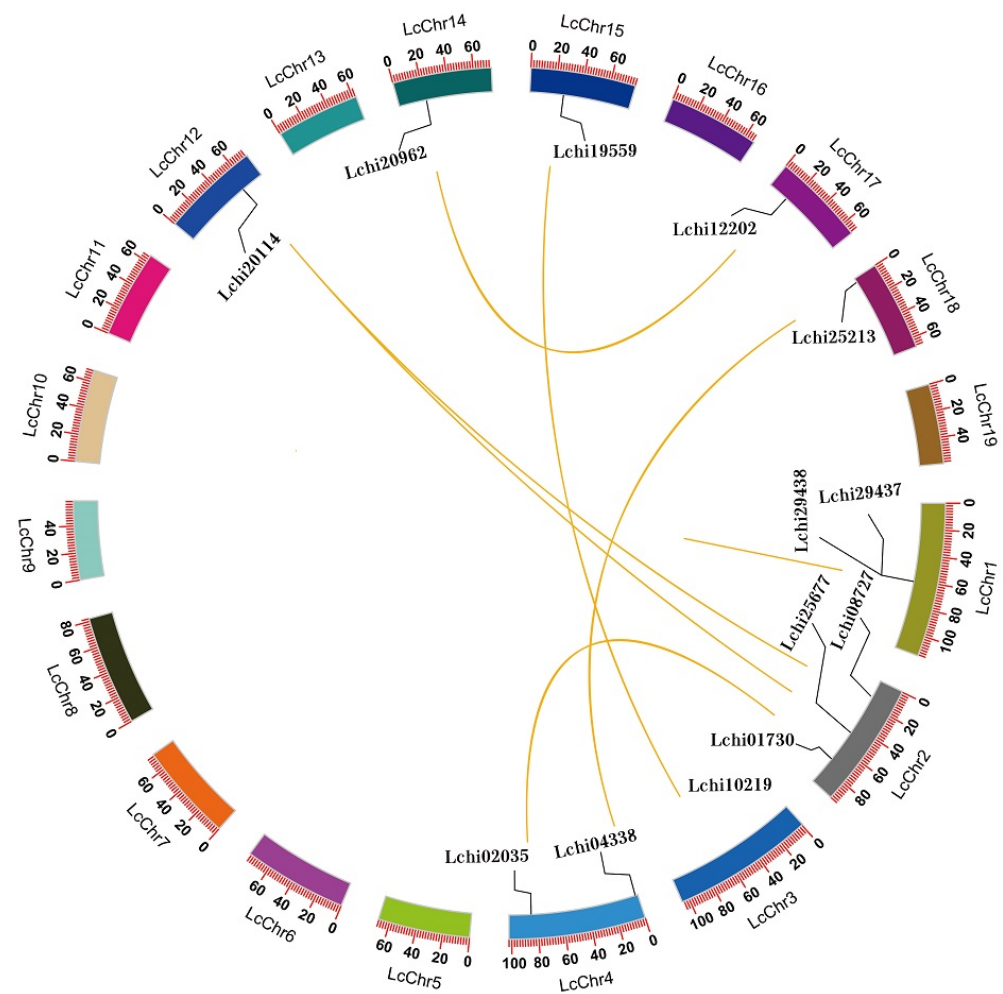 LcChr1
0 20 40 60 80 100
Lchi29438
Lchi29437
LcChr2
0 20 40 60 80
Lchi25677
Lchi08727
Lchi01730
LcChr3
0 20 40 60 80 100
Lchi10219
LcChr4
0 20 40 60 80 100
Lchi04338
Lchi02035
LcChr5
0 20 40 60
LcChr6
0 20 40 60
LcChr7
0 20 40 60
LcChr8
0 20 40 60 80
LcChr9
0 20 40
LcChr10
0 20 40 60
LcChr11
0 20 40 60
LcChr12
0 20 40 60
Lchi20114
LcChr13
0 20 40 60
LcChr14
0 20 40 60
Lchi20962
LcChr15
0 20 40 60
Lchi19559
LcChr16
0 20 40 60
LcChr17
0 20 40 60
Lchi12202
LcChr18
0 20 40 60
Lchi25213
LcChr19
0 20 40